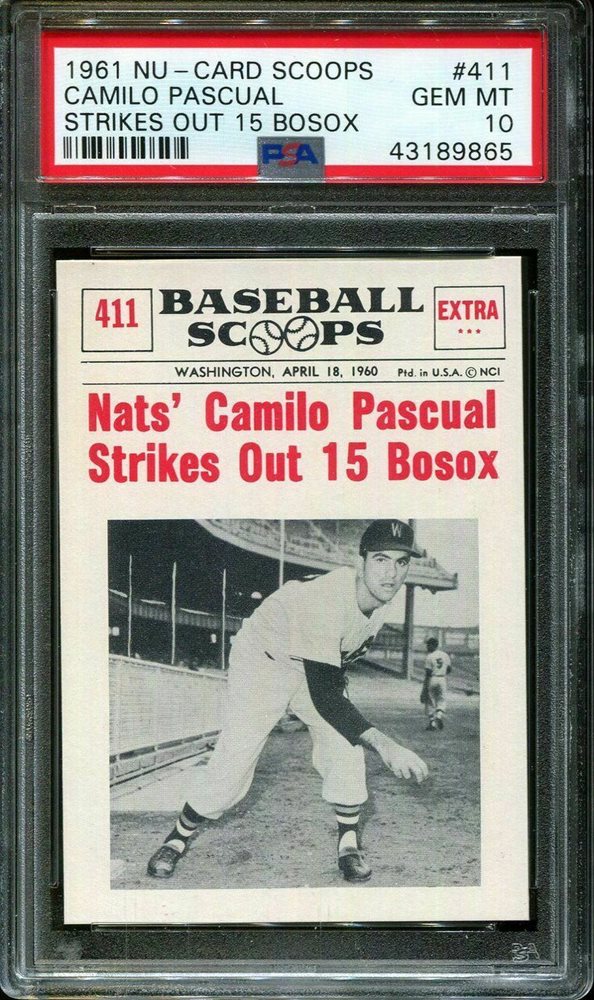 1961 NU-CARD SCOOPS #411
CAMILO PASCUAL GEM MT
STRIKES OUT 15 BOSOX 10
PSA 43189865
411 BASEBALL SCOOPS EXTRA
WASHINGTON, APRIL 18, 1960 Ptd. in U.S.A. © NCI
Nats' Camilo Pascual
Strikes Out 15 Bosox
W
5